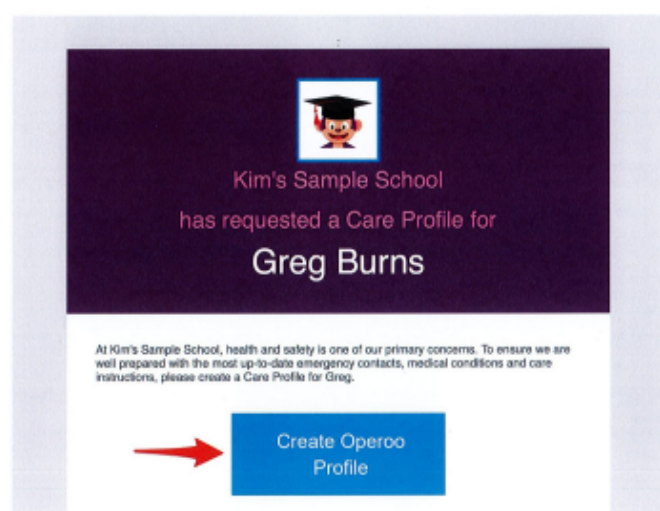 Kim's Sample School
has requested a Care Profile for
Greg Burns
At Kim's Sample School, health and safety is one of our primary concerns. To ensure we are
well prepared with the most up-to-date emergency contacts, medical conditions and care
instructions, please create a Care Profile for Greg.
Create Operoo
Profile